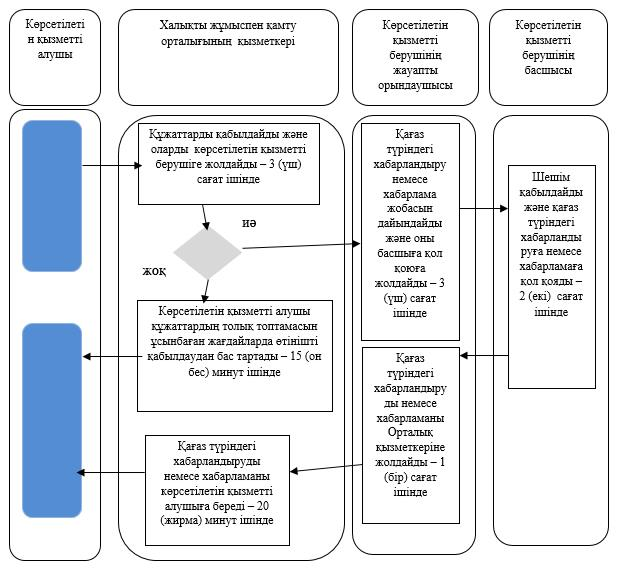 Көрсетілеті
н қызметті
алушы
Халықты жұмыспен қамту
орталығының қызметкері
Көрсетілетін
қызметті
берушінің
жауапты
орындаушысы
Көрсетілетін
қызметті
берушінің
басшысы
Құжаттарды қабылдайды және
оларды көрсетілетін қызметті
берушіге жолдайды – 3 (үш)
сағат ішінде
иә
жоқ
Көрсетілетін қызметті алушы
құжаттардың толық топтамасын
ұсынбаған жағдайларда өтінішті
қабылдаудан бас тартады – 15 (он
бес) минут ішінде
Қағаз түріндегі
хабарландыруды
немесе хабарламаны
көрсетілетін қызметті
алушыға береді – 20
(жирма) минут ішінде
Қағаз
түріндегі
хабарландыру
немесе
хабарлама
жобасын
дайындайды
және оны
басшыға қол
қоюға
жолдайды – 3
(үш) сағат
ішінде
Қағаз
түріндегі
хабарландыру
ды немесе
хабарламаны
Орталық
қызметкеріне
жолдайды – 1
(бір) сағат
ішінде
Шешім
қабылдайды
және қағаз
түріндегі
хабарланды
руға немесе
хабарламаға
қол қояды –
2 (екі) сағат
ішінде